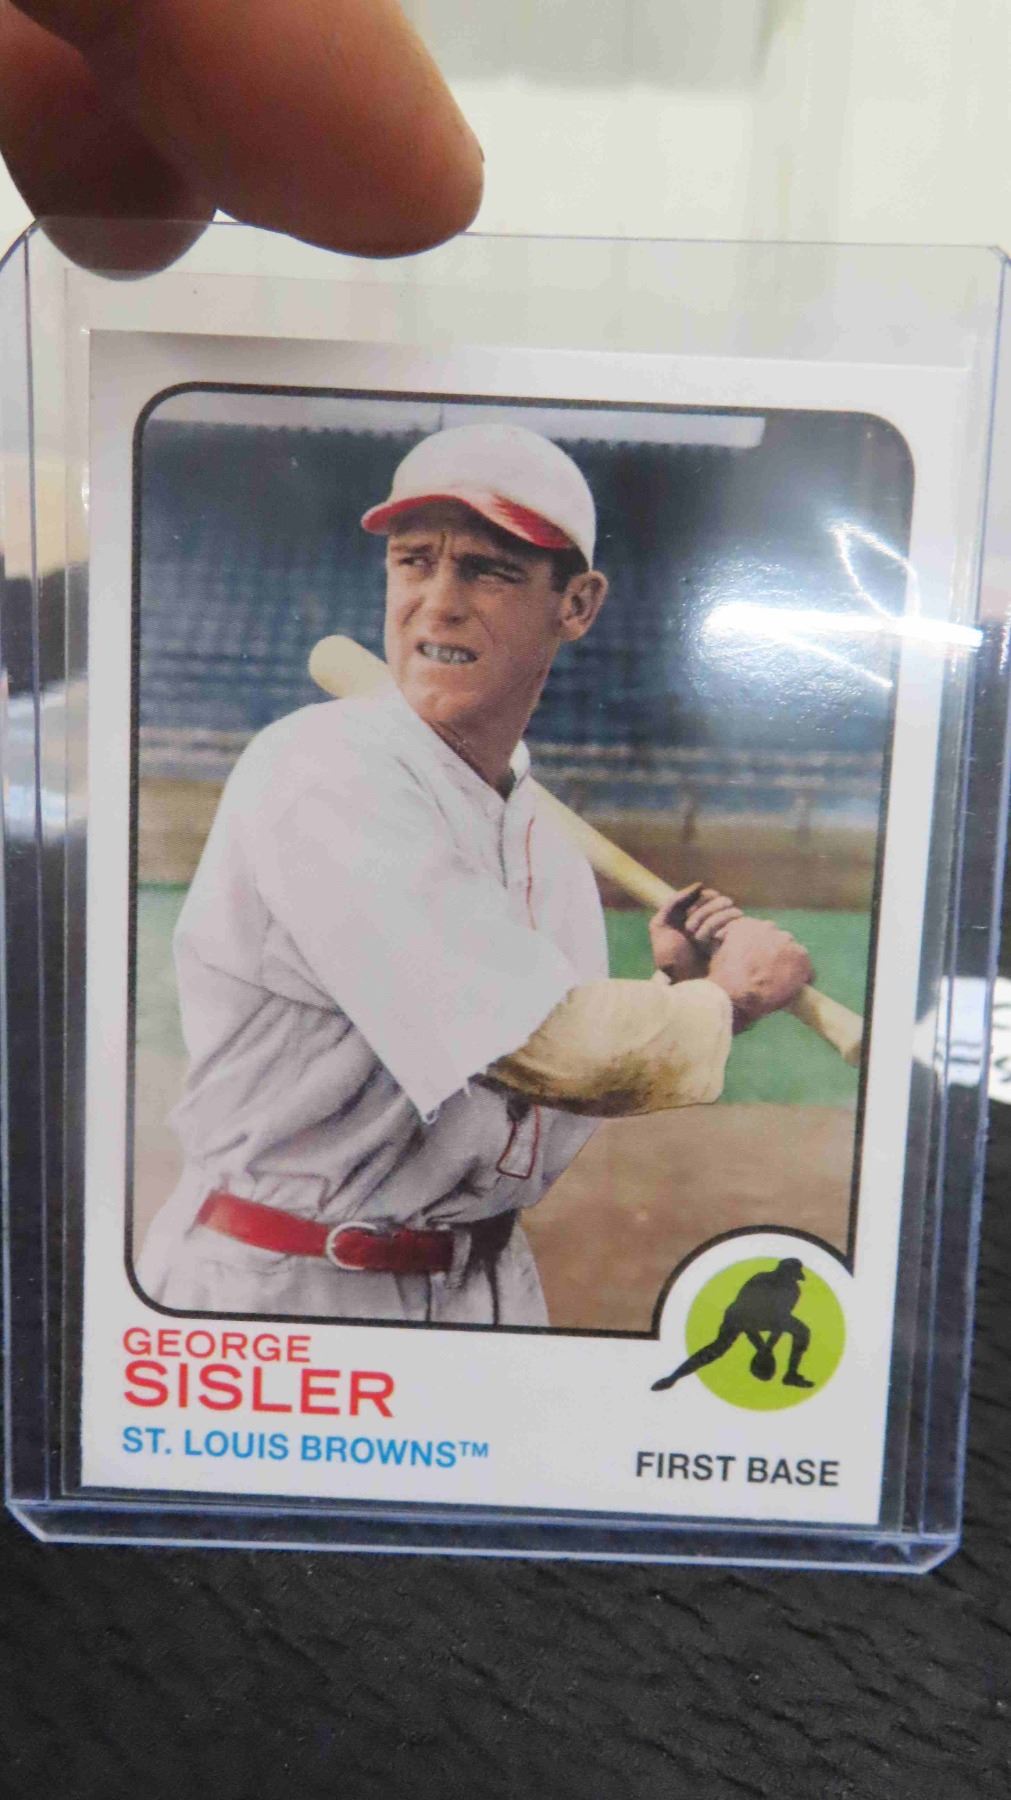 GEORGE
SISLER
ST. LOUIS BROWNS™
FIRST BASE